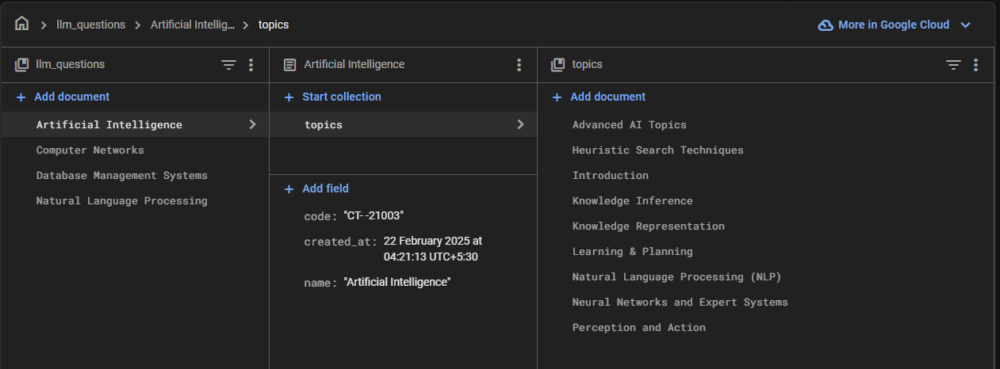 llm_questions > Artificial Intellig... > topics
More in Google Cloud
llm_questions
Add document
Artificial Intelligence
Computer Networks
Database Management Systems
Natural Language Processing
Artificial Intelligence
Start collection
topics
Add field
code: "CT- -21003"
created_at: 22 February 2025 at
04:21:13 UTC+5:30
name: "Artificial Intelligence"
topics
Add document
Advanced AI Topics
Heuristic Search Techniques
Introduction
Knowledge Inference
Knowledge Representation
Learning & Planning
Natural Language Processing (NLP)
Neural Networks and Expert Systems
Perception and Action